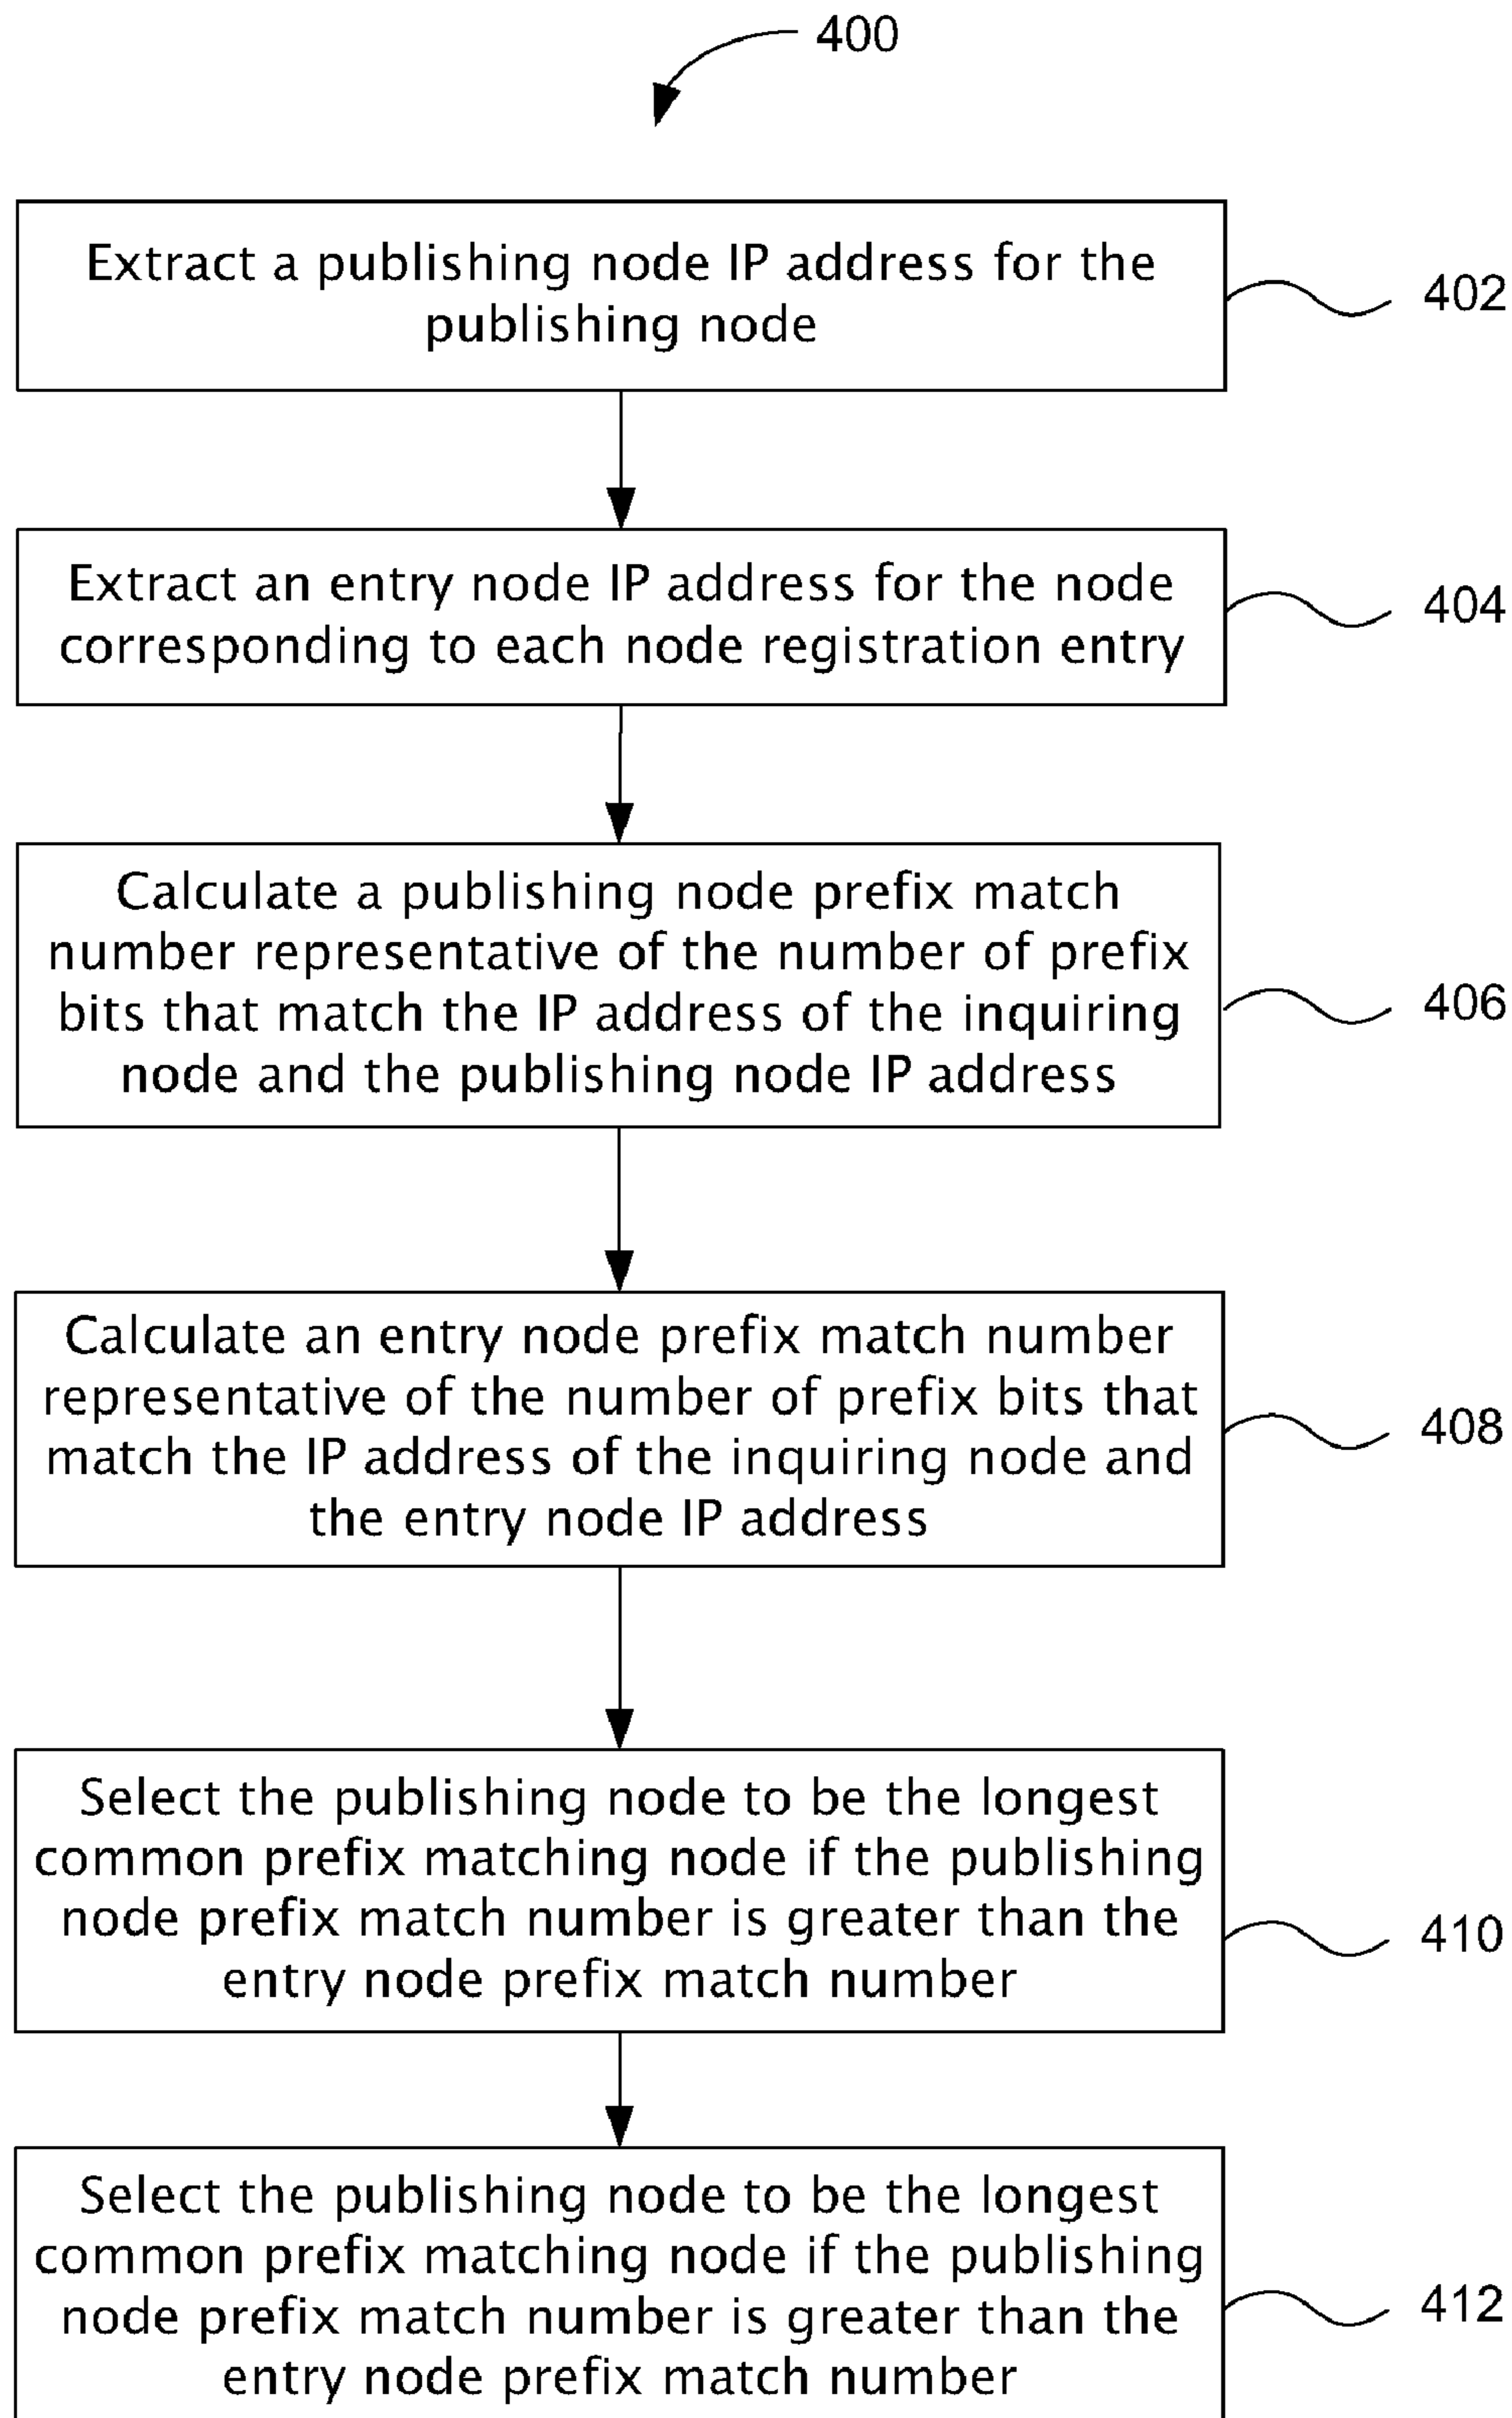 400
Extract a publishing node IP address for the
publishing node
402
Extract an entry node IP address for the node
corresponding to each node registration entry
404
Calculate a publishing node prefix match
number representative of the number of prefix
bits that match the IP address of the inquiring
node and the publishing node IP address
406
Calculate an entry node prefix match number
representative of the number of prefix bits that
match the IP address of the inquiring node and
the entry node IP address
408
Select the publishing node to be the longest
common prefix matching node if the publishing
node prefix match number is greater than the
entry node prefix match number
410
Select the publishing node to be the longest
common prefix matching node if the publishing
node prefix match number is greater than the
entry node prefix match number
412